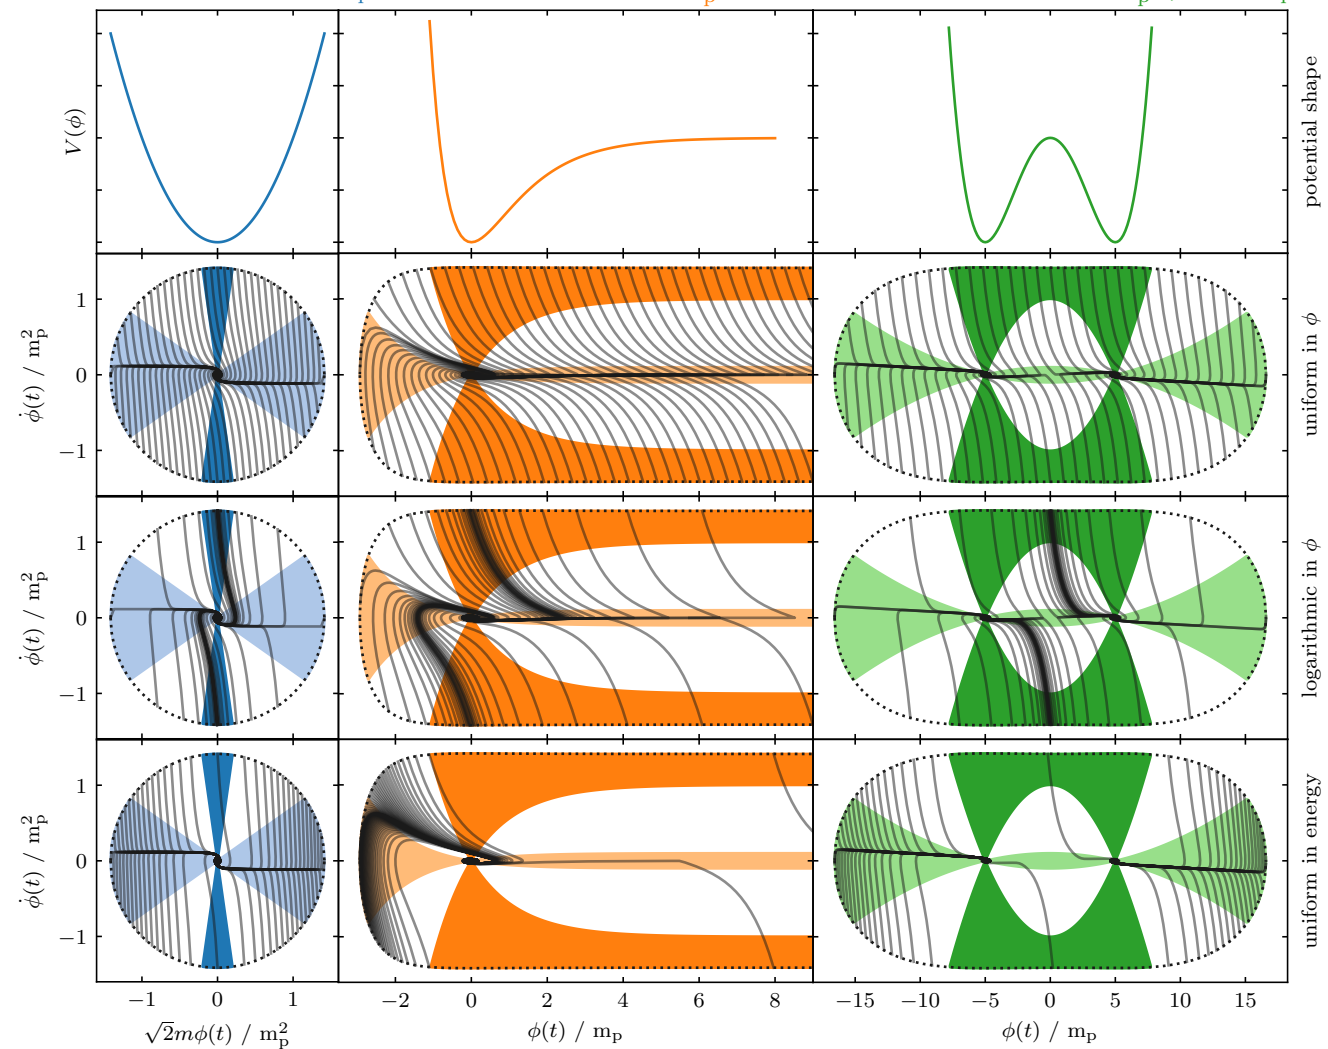 V(ϕ)
potential shape
1
0
−1
ϕ̇(t) / m_p^2
uniform in ϕ
1
0
−1
ϕ̇(t) / m_p^2
logarithmic in ϕ
1
0
−1
ϕ̇(t) / m_p^2
uniform in energy
−1 0 1 −2 0 2 4 6 8 −15 −10 −5 0 5 10 15
√2mϕ(t) / m_p^2 ϕ(t) / m_p ϕ(t) / m_p